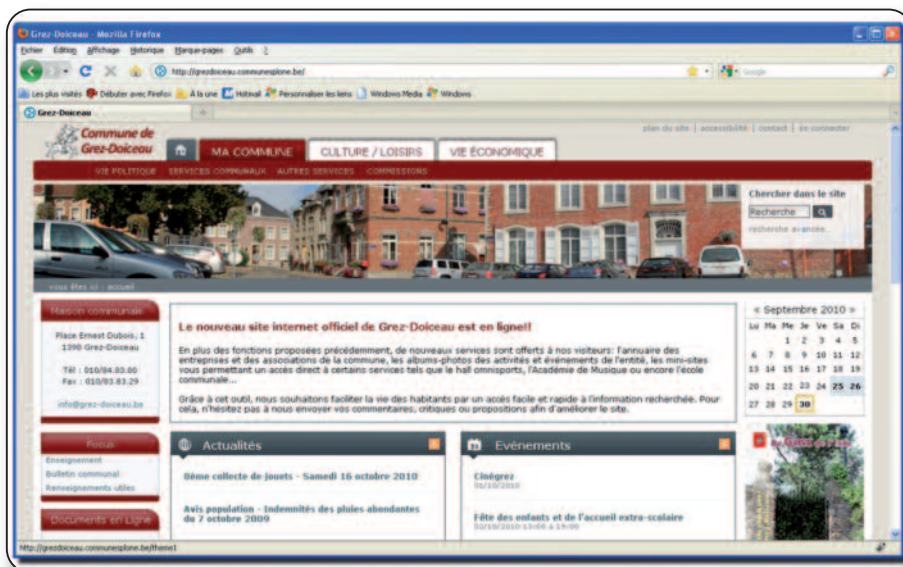 Grez-Doiceau - Mozilla Firefox
Fichier Édition Affichage Historique Marque-pages Outils ?
http://grezdoiceau.communesplone.be/
Google
Les plus visités Débuter avec Firefox À la une Hotmail Personnaliser les liens Windows Media Windows
Grez-Doiceau
plan du site | accessibilité | contact | se connecter
Commune de
Grez-Doiceau
MA COMMUNE CULTURE / LOISIRS VIE ÉCONOMIQUE
VIE POLITIQUE SERVICES COMMUNAUX AUTRES SERVICES COMMISSIONS
Chercher dans le site
Recherche
recherche avancée...
vous êtes ici : accueil
Maison communale
Place Ernest Dubois, 1
1390 Grez-Doiceau
Tél : 010/84.83.00
Fax : 010/83.83.29
info@grez-doiceau.be
Focus
Enseignement
Bulletin communal
Renseignements utiles
Documents en Ligne
Le nouveau site internet officiel de Grez-Doiceau est en ligne!!
En plus des fonctions proposées précédemment, de nouveaux services sont offerts à nos visiteurs: l'annuaire des
entreprises et des associations de la commune, les albums-photos des activités et événements de l'entité, les mini-sites
vous permettant un accès direct à certains services tels que le hall omnisports, l'Académie de Musique ou encore l'école
communale...
Grâce à cet outil, nous souhaitons faciliter la vie des habitants par un accès facile et rapide à l'information recherchée. Pour
cela, n'hésitez pas à nous envoyer vos commentaires, critiques ou propositions afin d'améliorer le site.
Actualités
8ème collecte de jouets - Samedi 16 octobre 2010
Avis population - Indemnités des pluies abondantes
du 7 octobre 2009
Evénements
Cinégrez
01/10/2010
Fête des enfants et de l'accueil extra-scolaire
02/10/2010 13:00 à 19:00
« Septembre 2010 »
Lu Ma Me Je Ve Sa Di
1 2 3 4 5
6 7 8 9 10 11 12
13 14 15 16 17 18 19
20 21 22 23 24 25 26
27 28 29 30
http://grezdoiceau.communesplone.be/theme1